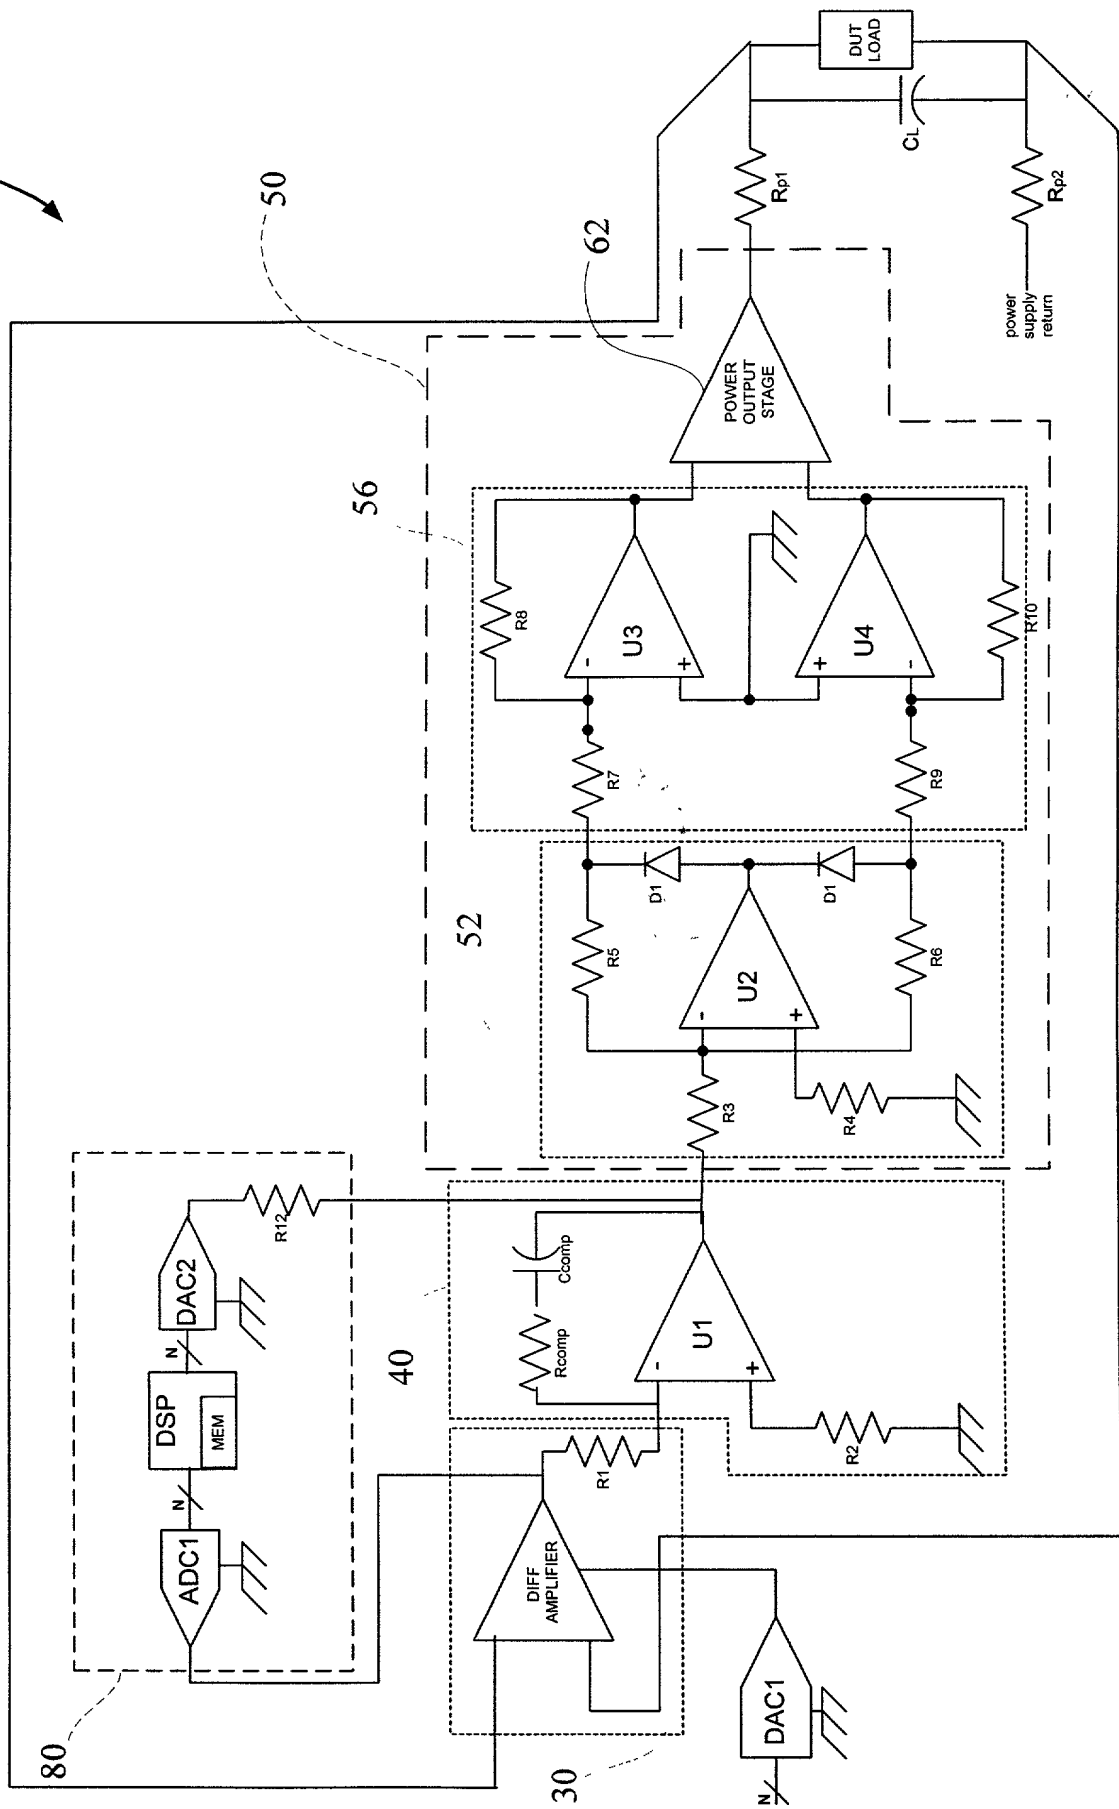 80
ADC1
N
DSP
MEM
N
DAC2
R12
50
30
DIFF
AMPLIFIER
R1
40
Rcomp
Ccomp
-
U1
+
R2
DAC1
N
52
R3
-
U2
+
R4
R5
R6
D1
D1
56
R7
R9
R8
-
U3
+
+
U4
-
R10
62
POWER
OUTPUT
STAGE
Rp1
CL
DUT
LOAD
Rp2
power
supply
return